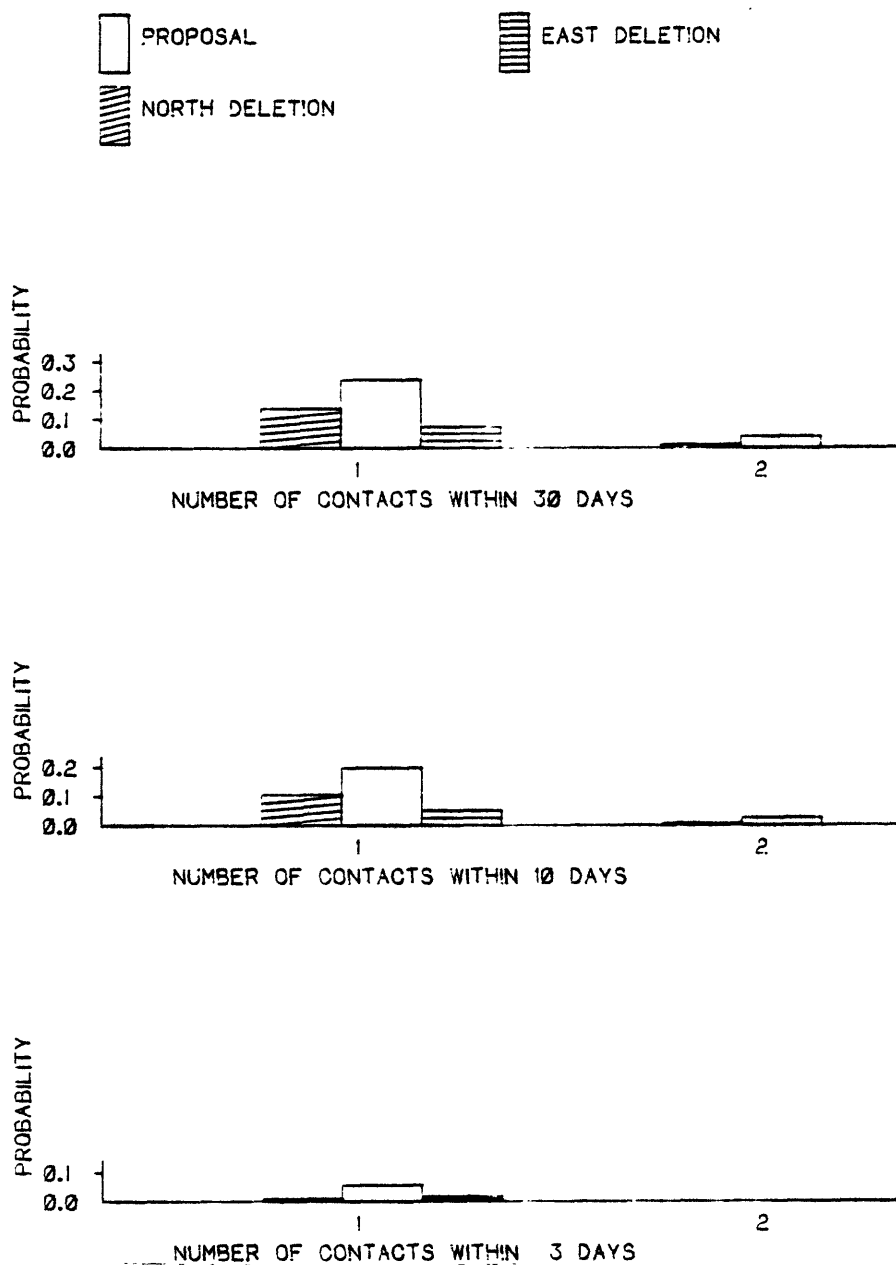 PROPOSAL
EAST DELETION
NORTH DELETION
PROBABILITY
0.3
0.2
0.1
0.0
1
2
NUMBER OF CONTACTS WITHIN 30 DAYS
PROBABILITY
0.2
0.1
0.0
1
2
NUMBER OF CONTACTS WITHIN 10 DAYS
PROBABILITY
0.1
0.0
1
2
NUMBER OF CONTACTS WITHIN 3 DAYS